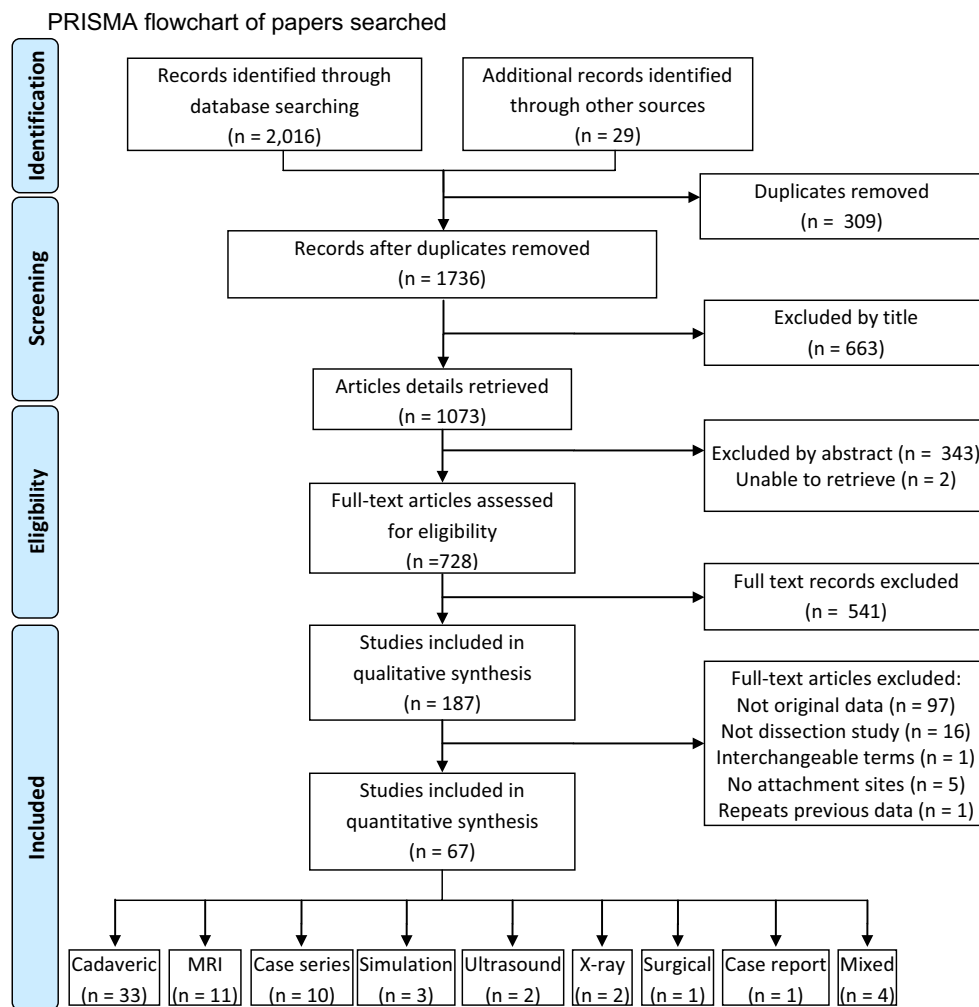 PRISMA flowchart of papers searched
Identification
Records identified through
database searching
(n = 2,016)
Additional records identified
through other sources
(n = 29)
Duplicates removed
(n =  309)
Screening
Records after duplicates removed
(n = 1736)
Excluded by title
(n = 663)
Articles details retrieved
(n = 1073)
Eligibility
Excluded by abstract (n =  343)
Unable to retrieve (n = 2)
Full-text articles assessed
for eligibility
(n =728)
Full text records excluded
(n =  541)
Included
Studies included in
qualitative synthesis
(n = 187)
Full-text articles excluded:
Not original data (n = 97)
Not dissection study (n = 16)
Interchangeable terms (n = 1)
No attachment sites (n = 5)
Repeats previous data (n = 1)
Studies included in
quantitative synthesis
(n = 67)
Cadaveric
(n = 33)
MRI
(n = 11)
Case series
(n = 10)
Simulation
(n = 3)
Ultrasound
(n = 2)
X-ray
(n = 2)
Surgical
(n = 1)
Case report
(n = 1)
Mixed
(n = 4)